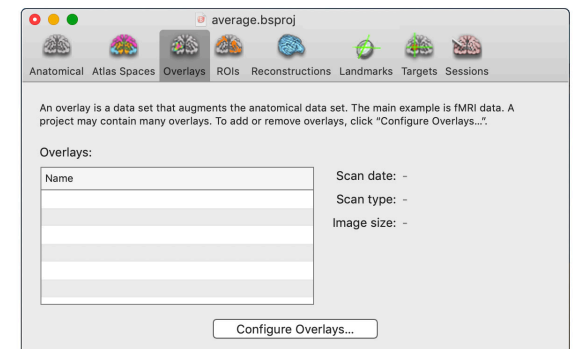 average.bsproj
Anatomical Atlas Spaces Overlays ROIs Reconstructions Landmarks Targets Sessions
An overlay is a data set that augments the anatomical data set. The main example is fMRI data. A
project may contain many overlays. To add or remove overlays, click “Configure Overlays…”.
Overlays:
Name
Scan date: –
Scan type: –
Image size: –
Configure Overlays...